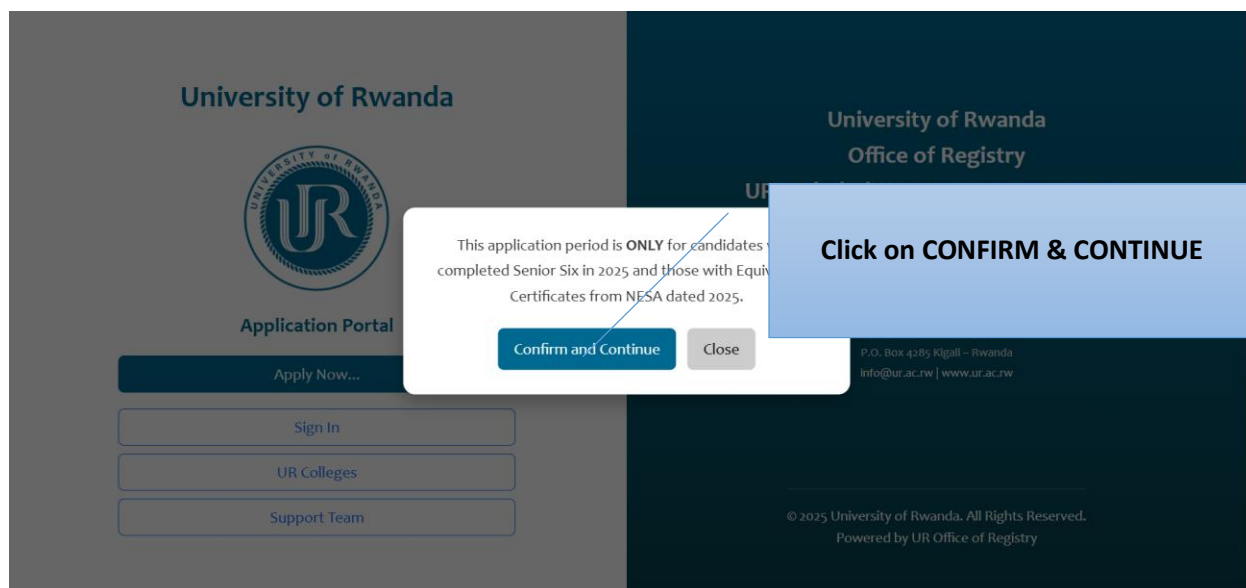 University of Rwanda
UNIVERSITY of RWANDA
UR
Application Portal
Apply Now...
Sign In
UR Colleges
Support Team
University of Rwanda
Office of Registry
UR
This application period is ONLY for candidates
completed Senior Six in 2025 and those with
Certificates from NESA dated 2025.
Confirm and Continue
Close
Click on CONFIRM & CONTINUE
P.O. Box 4285 Kigali – Rwanda
info@ur.ac.rw | www.ur.ac.rw
© 2025 University of Rwanda. All Rights Reserved.
Powered by UR Office of Registry